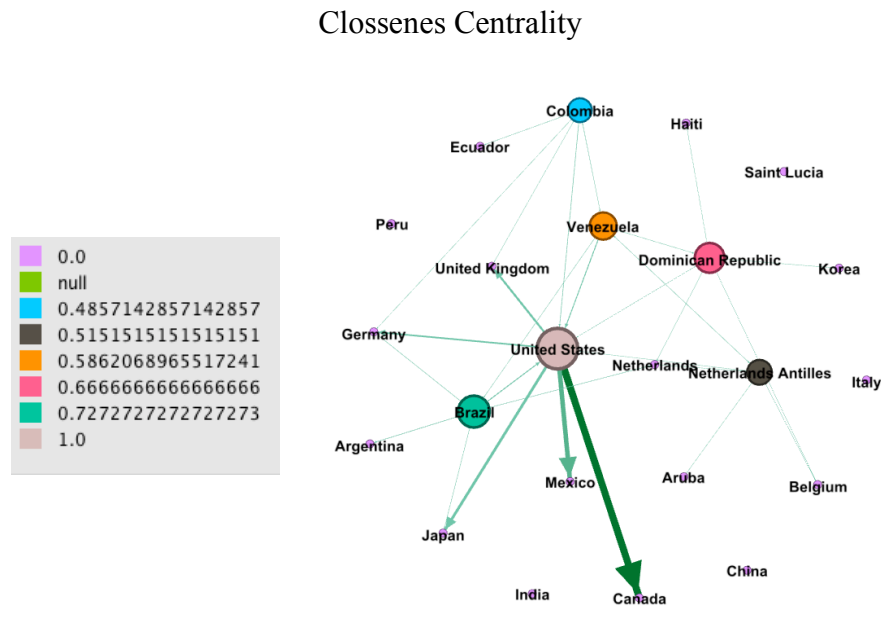 Clossenes Centrality
0.0
null
0.4857142857142857
0.5151515151515151
0.5862068965517241
0.6666666666666666
0.7272727272727273
1.0
Colombia
Haiti
Ecuador
Saint Lucia
Peru
Venezuela
United Kingdom
Dominican Republic
Korea
Germany
United States
Netherlands
Netherlands Antilles
Italy
Brazil
Argentina
Mexico
Aruba
Belgium
Japan
China
India
Canada